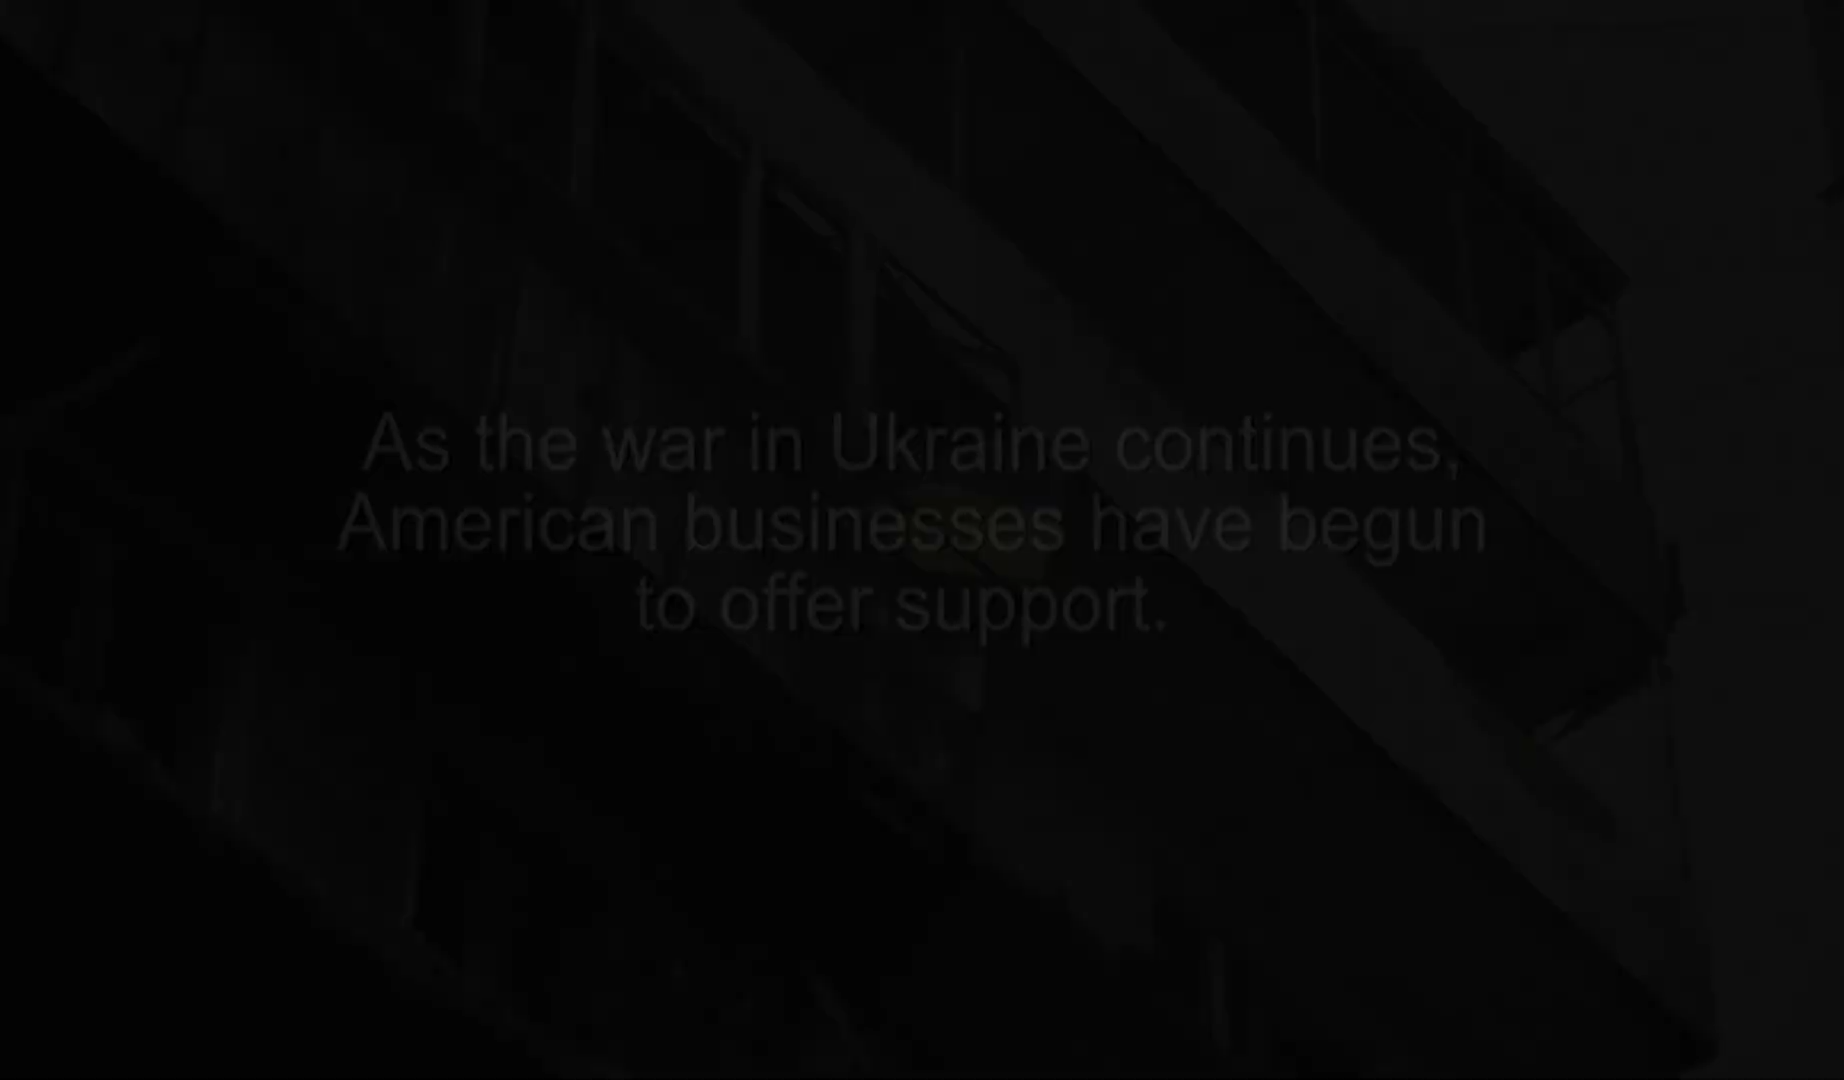 As the war in Ukraine continues,
American businesses have begun
to offer support.